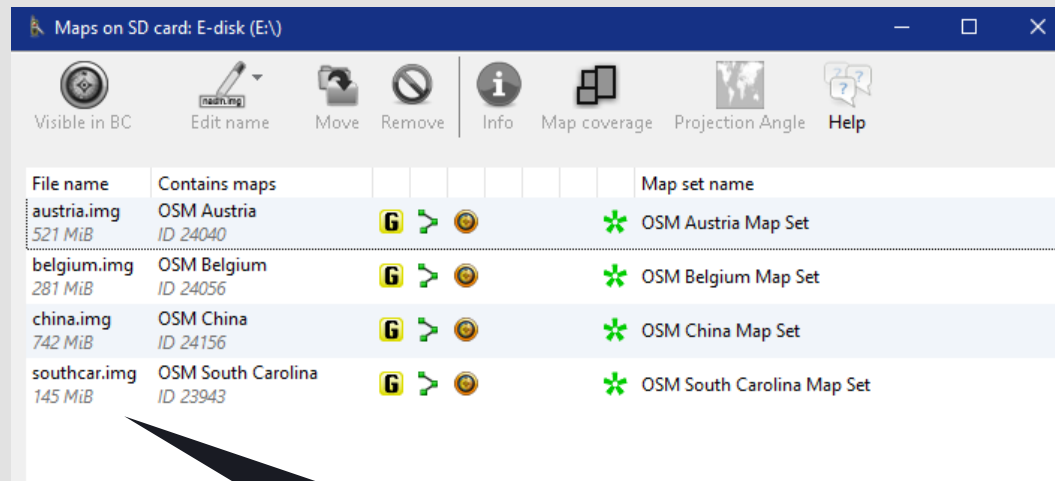 Maps on SD card: E-disk (E:\)
nadm.img
Visible in BC Edit name Move Remove Info Map coverage Projection Angle Help
File name Contains maps Map set name
austria.img OSM Austria
521 MiB ID 24040
G OSM Austria Map Set
belgium.img OSM Belgium
281 MiB ID 24056
G OSM Belgium Map Set
china.img OSM China
742 MiB ID 24156
G OSM China Map Set
southcar.img OSM South Carolina
145 MiB ID 23943
G OSM South Carolina Map Set